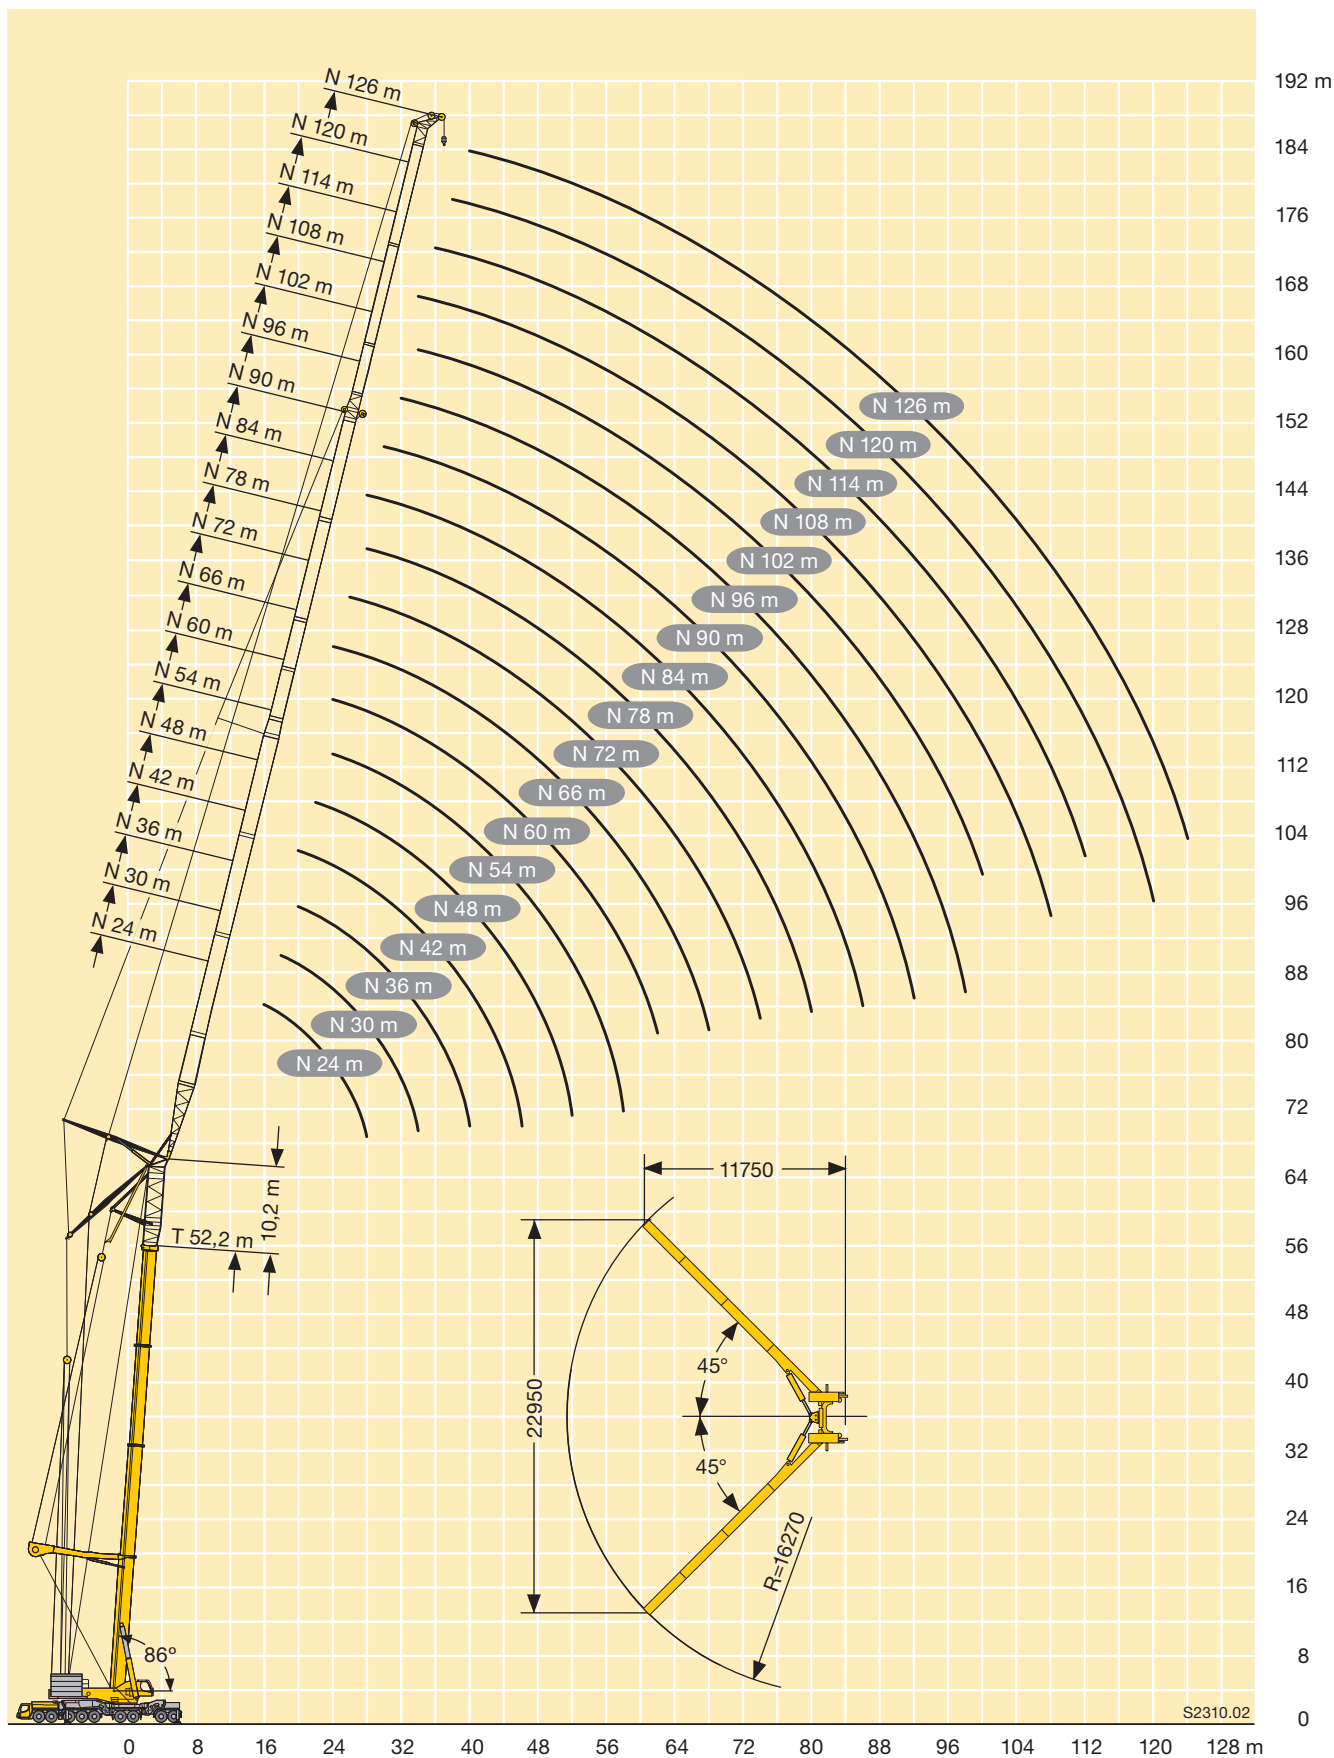 192 m
184
176
168
160
152
144
136
128
120
112
104
96
88
80
72
64
56
48
40
32
24
16
8
0
N 126 m
N 120 m
N 114 m
N 108 m
N 102 m
N 96 m
N 90 m
N 84 m
N 78 m
N 72 m
N 66 m
N 60 m
N 54 m
N 48 m
N 42 m
N 36 m
N 30 m
N 24 m
N 126 m
N 120 m
N 114 m
N 108 m
N 102 m
N 96 m
N 90 m
N 84 m
N 78 m
N 72 m
N 66 m
N 60 m
N 54 m
N 48 m
N 42 m
N 36 m
N 30 m
N 24 m
10,2 m
T 52,2 m
11750
22950
45°
45°
R=16270
86°
S2310.02
0 8 16 24 32 40 48 56 64 72 80 88 96 104 112 120 128 m